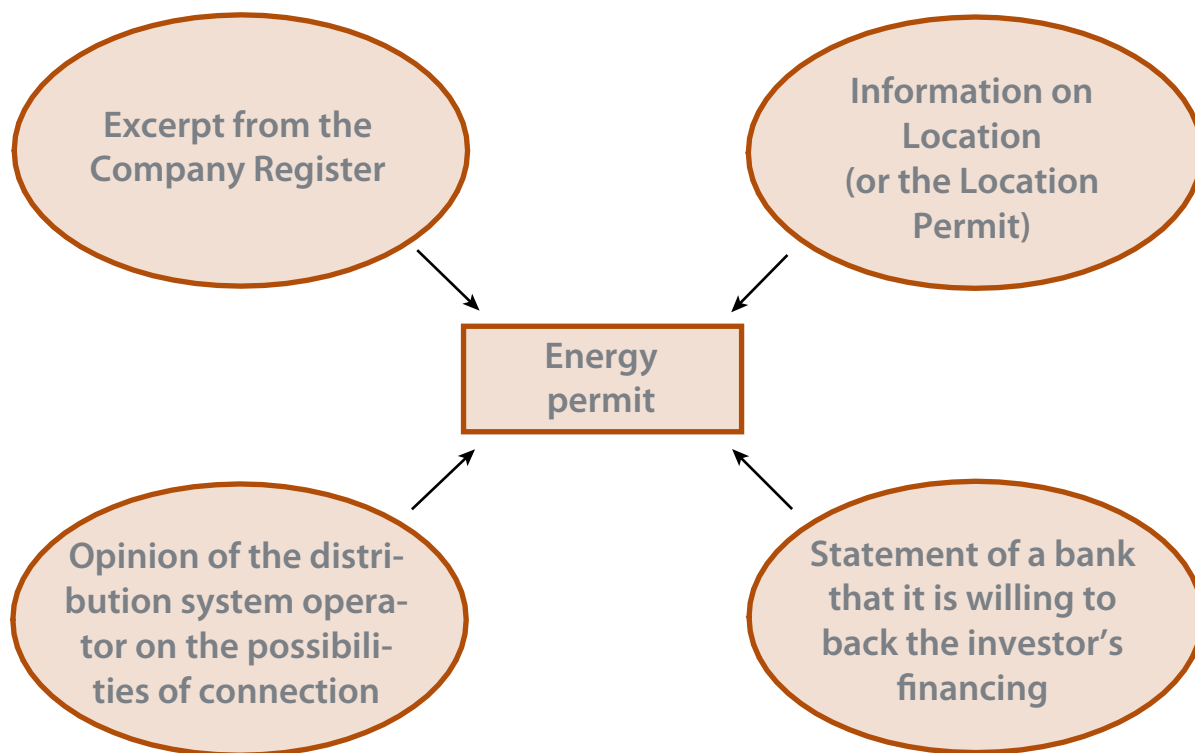 Excerpt from the
Company Register
Information on
Location
(or the Location
Permit)
Energy
permit
Opinion of the distri-
bution system opera-
tor on the possibili-
ties of connection
Statement of a bank
that it is willing to
back the investor’s
financing